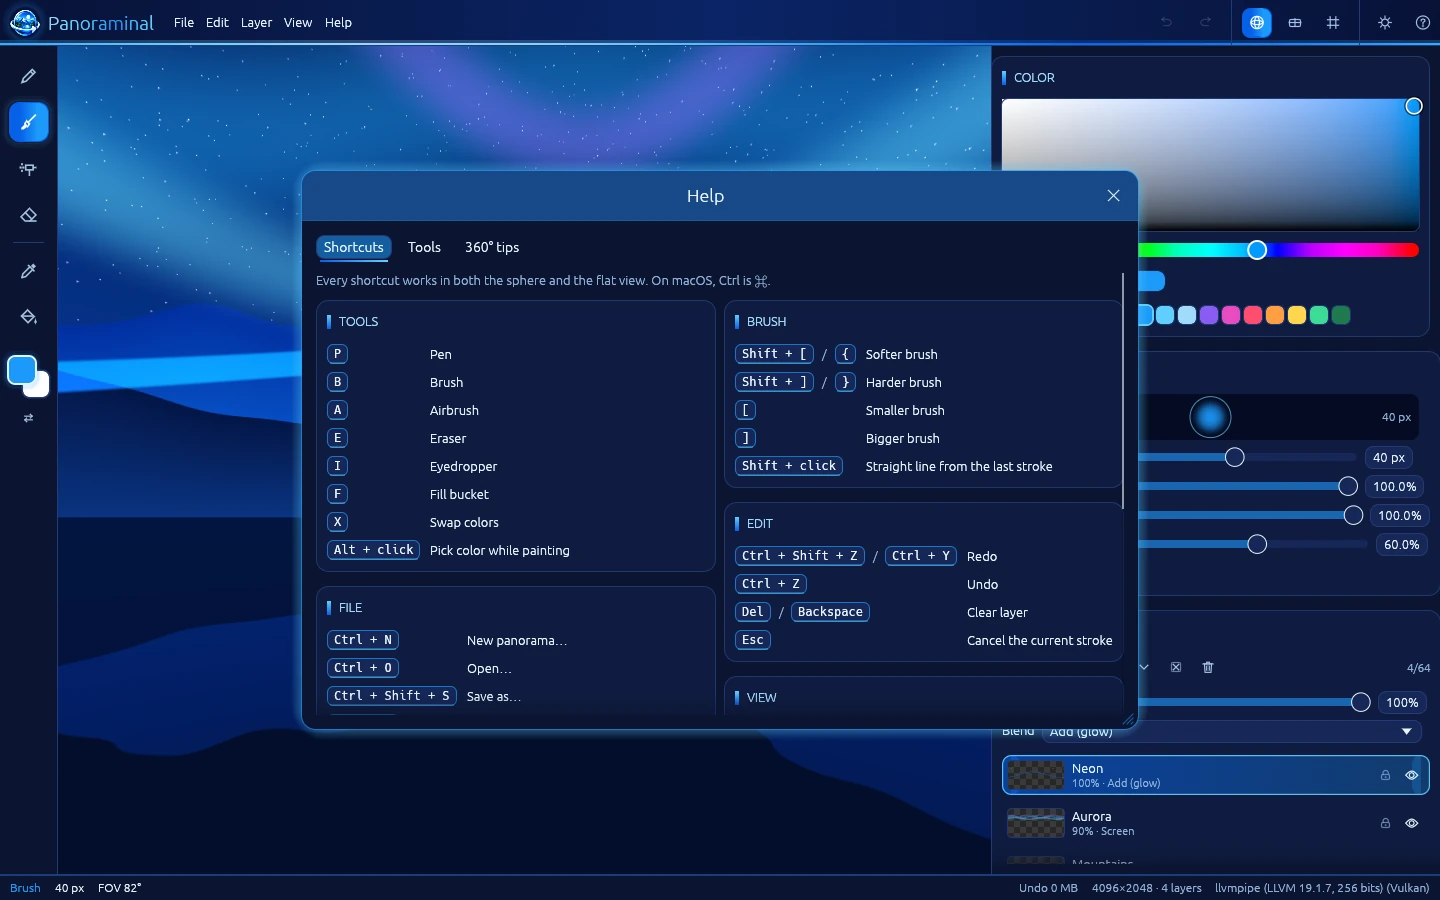 Panoraminal File Edit Layer View Help
COLOR
Help
Shortcuts Tools 360° tips
Every shortcut works in both the sphere and the flat view. On macOS, Ctrl is ⌘.
TOOLS
P Pen
B Brush
A Airbrush
E Eraser
I Eyedropper
F Fill bucket
X Swap colors
Alt + click Pick color while painting
FILE
Ctrl + N New panorama…
Ctrl + O Open…
Ctrl + Shift + S Save as…
BRUSH
Shift + [ / { Softer brush
Shift + ] / } Harder brush
[ Smaller brush
] Bigger brush
Shift + click Straight line from the last stroke
EDIT
Ctrl + Shift + Z / Ctrl + Y Redo
Ctrl + Z Undo
Del / Backspace Clear layer
Esc Cancel the current stroke
VIEW
40 px
40 px
100.0%
100.0%
60.0%
4/64
100%
Blend Add (glow)
Neon
100% · Add (glow)
Aurora
90% · Screen
Mountains
Brush 40 px FOV 82° Undo 0 MB 4096×2048 · 4 layers llvmpipe (LLVM 19.1.7, 256 bits) (Vulkan)